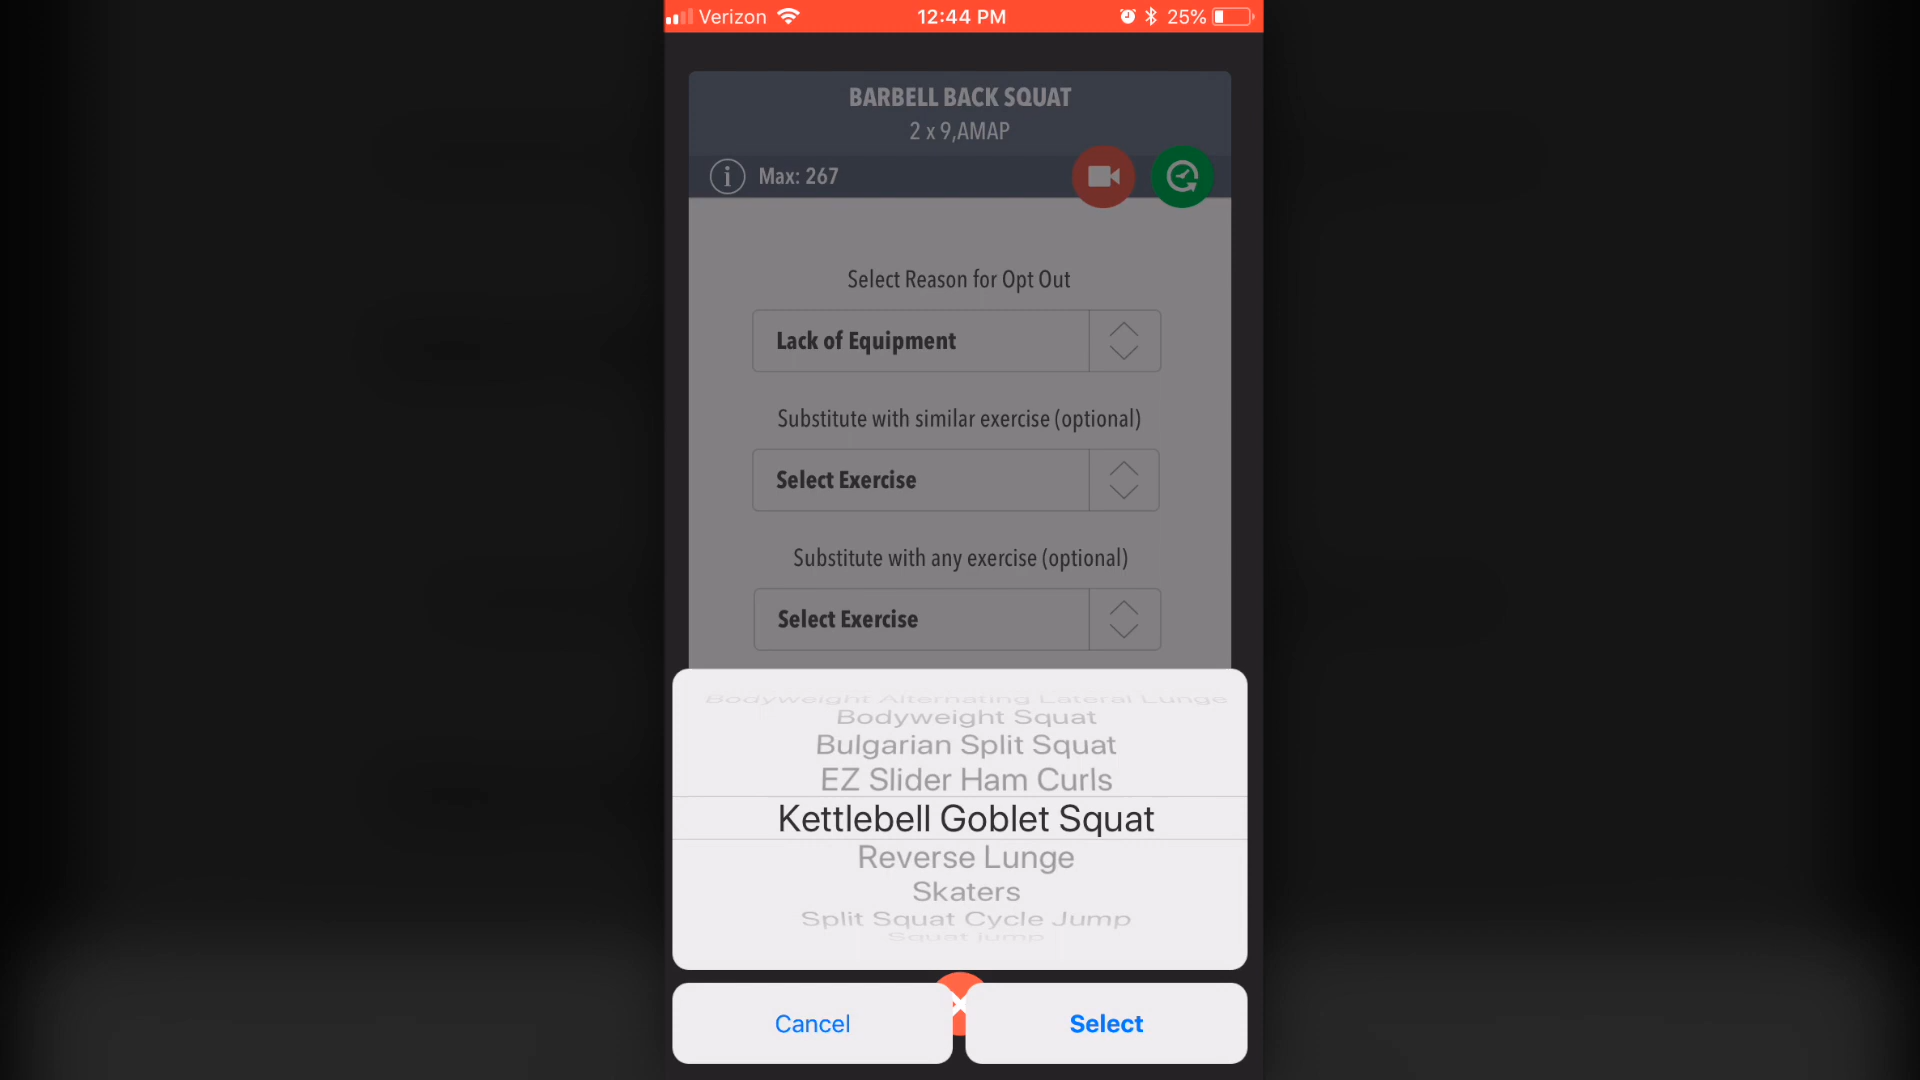 Verizon 12:44 PM 25%
BARBELL BACK SQUAT
2 x 9,AMAP
i Max: 267
Select Reason for Opt Out
Lack of Equipment
Substitute with similar exercise (optional)
Select Exercise
Substitute with any exercise (optional)
Select Exercise
Bodyweight Alternating Lateral Lunge
Bodyweight Squat
Bulgarian Split Squat
EZ Slider Ham Curls
Kettlebell Goblet Squat
Reverse Lunge
Skaters
Split Squat Cycle Jump
Squat jump
Cancel Select